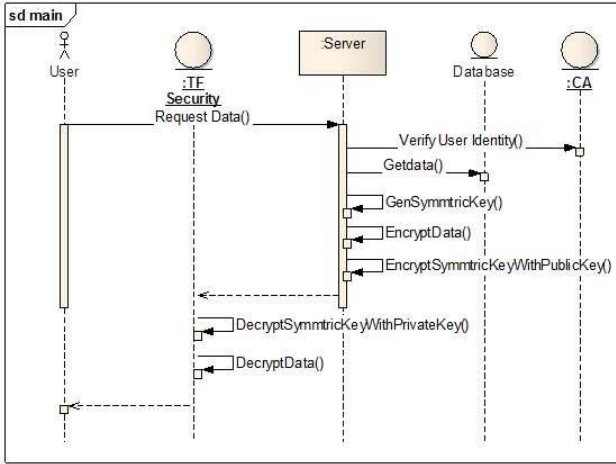 sd main
User
:TF
Security
:Server
Database
:CA
Request Data()
Verify User Identity()
Getdata()
GenSymmtricKey()
EncryptData()
EncryptSymmtricKeyWithPublicKey()
DecryptSymmtricKeyWithPrivateKey()
DecryptData()